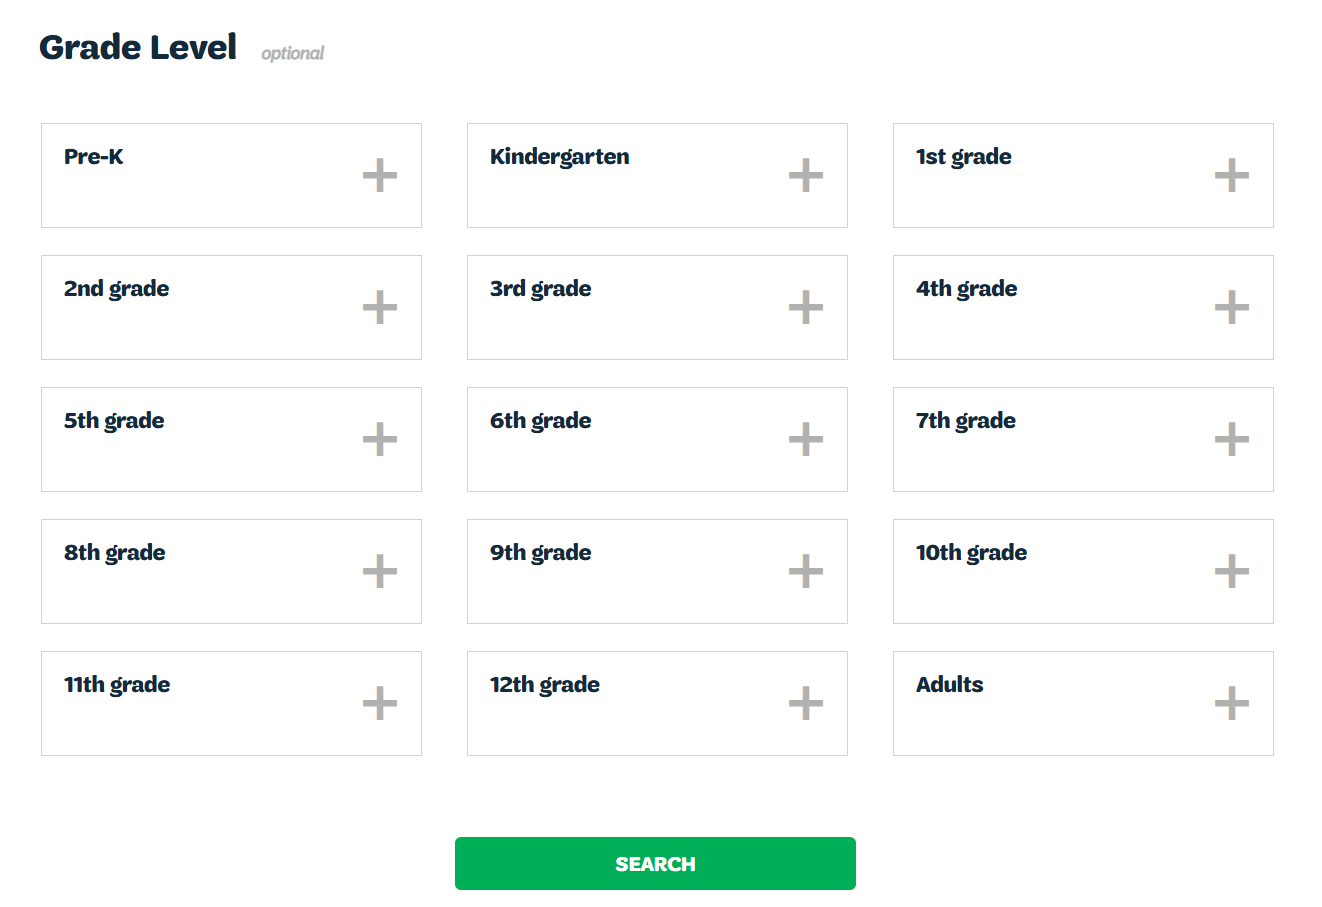 Grade Level optional
Pre-K
Kindergarten
1st grade
2nd grade
3rd grade
4th grade
5th grade
6th grade
7th grade
8th grade
9th grade
10th grade
11th grade
12th grade
Adults
SEARCH